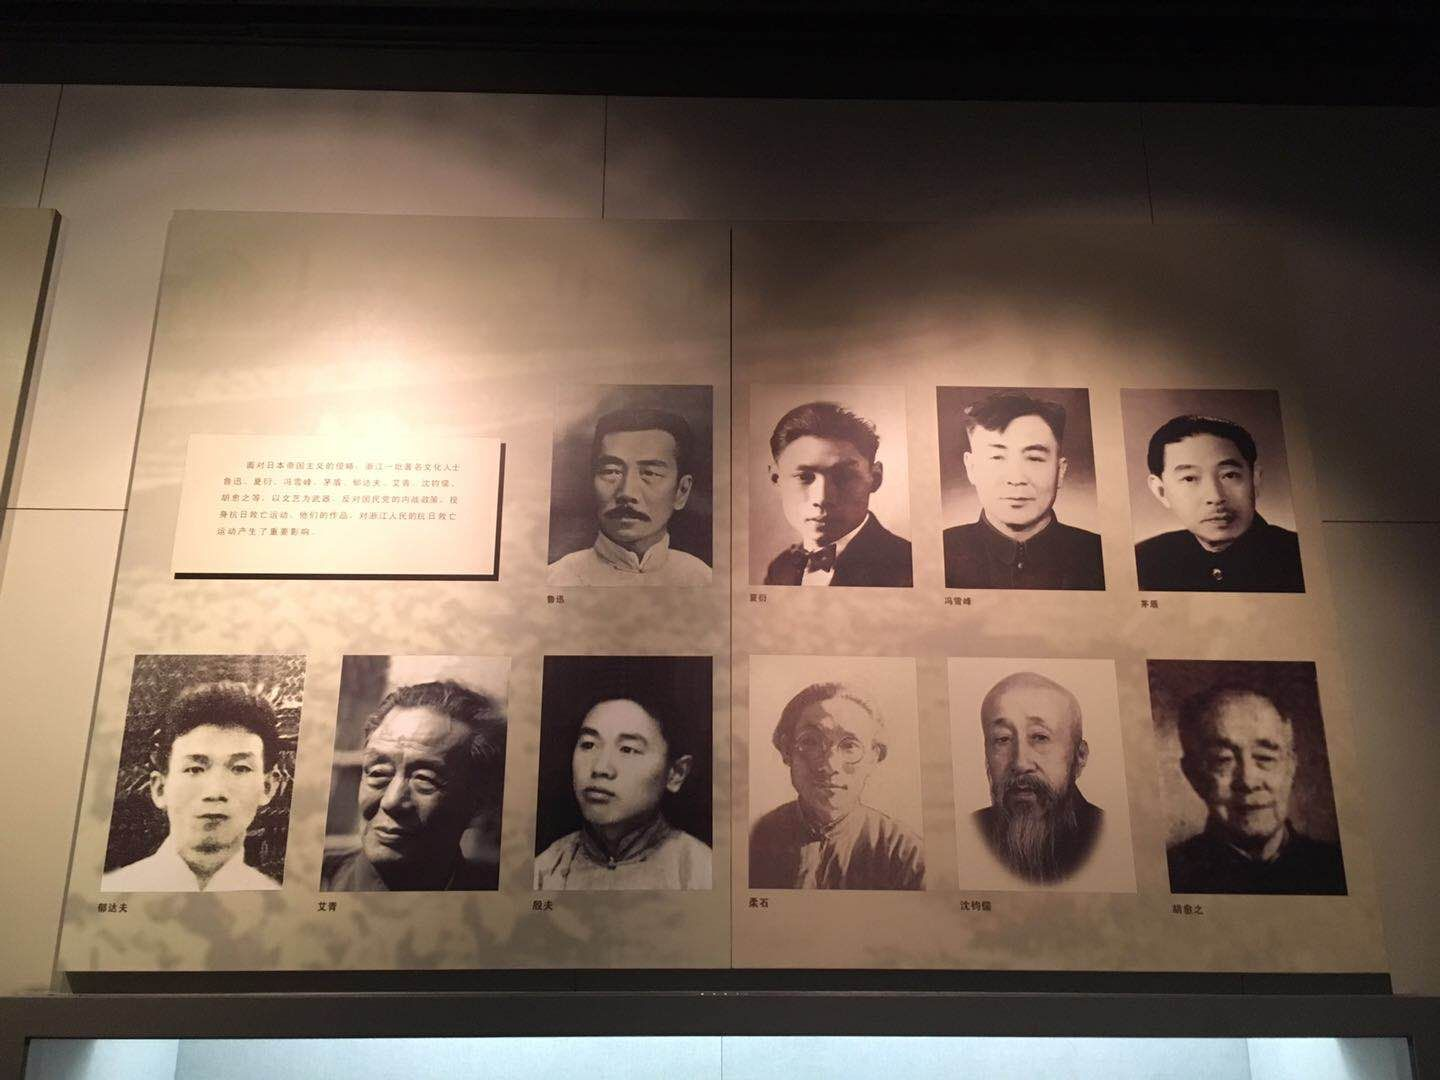 面对日本帝国主义的侵略，浙江一批著名文化人士
鲁迅、夏衍、冯雪峰、茅盾、郁达夫、艾青、沈钧儒、
胡愈之等，以文艺为武器，反对国民党的内战政策，投
身抗日救亡运动。他们的作品，对浙江人民的抗日救亡
运动产生了重要影响。
鲁迅
夏衍
冯雪峰
茅盾
郁达夫
艾青
殷夫
柔石
沈钧儒
胡愈之